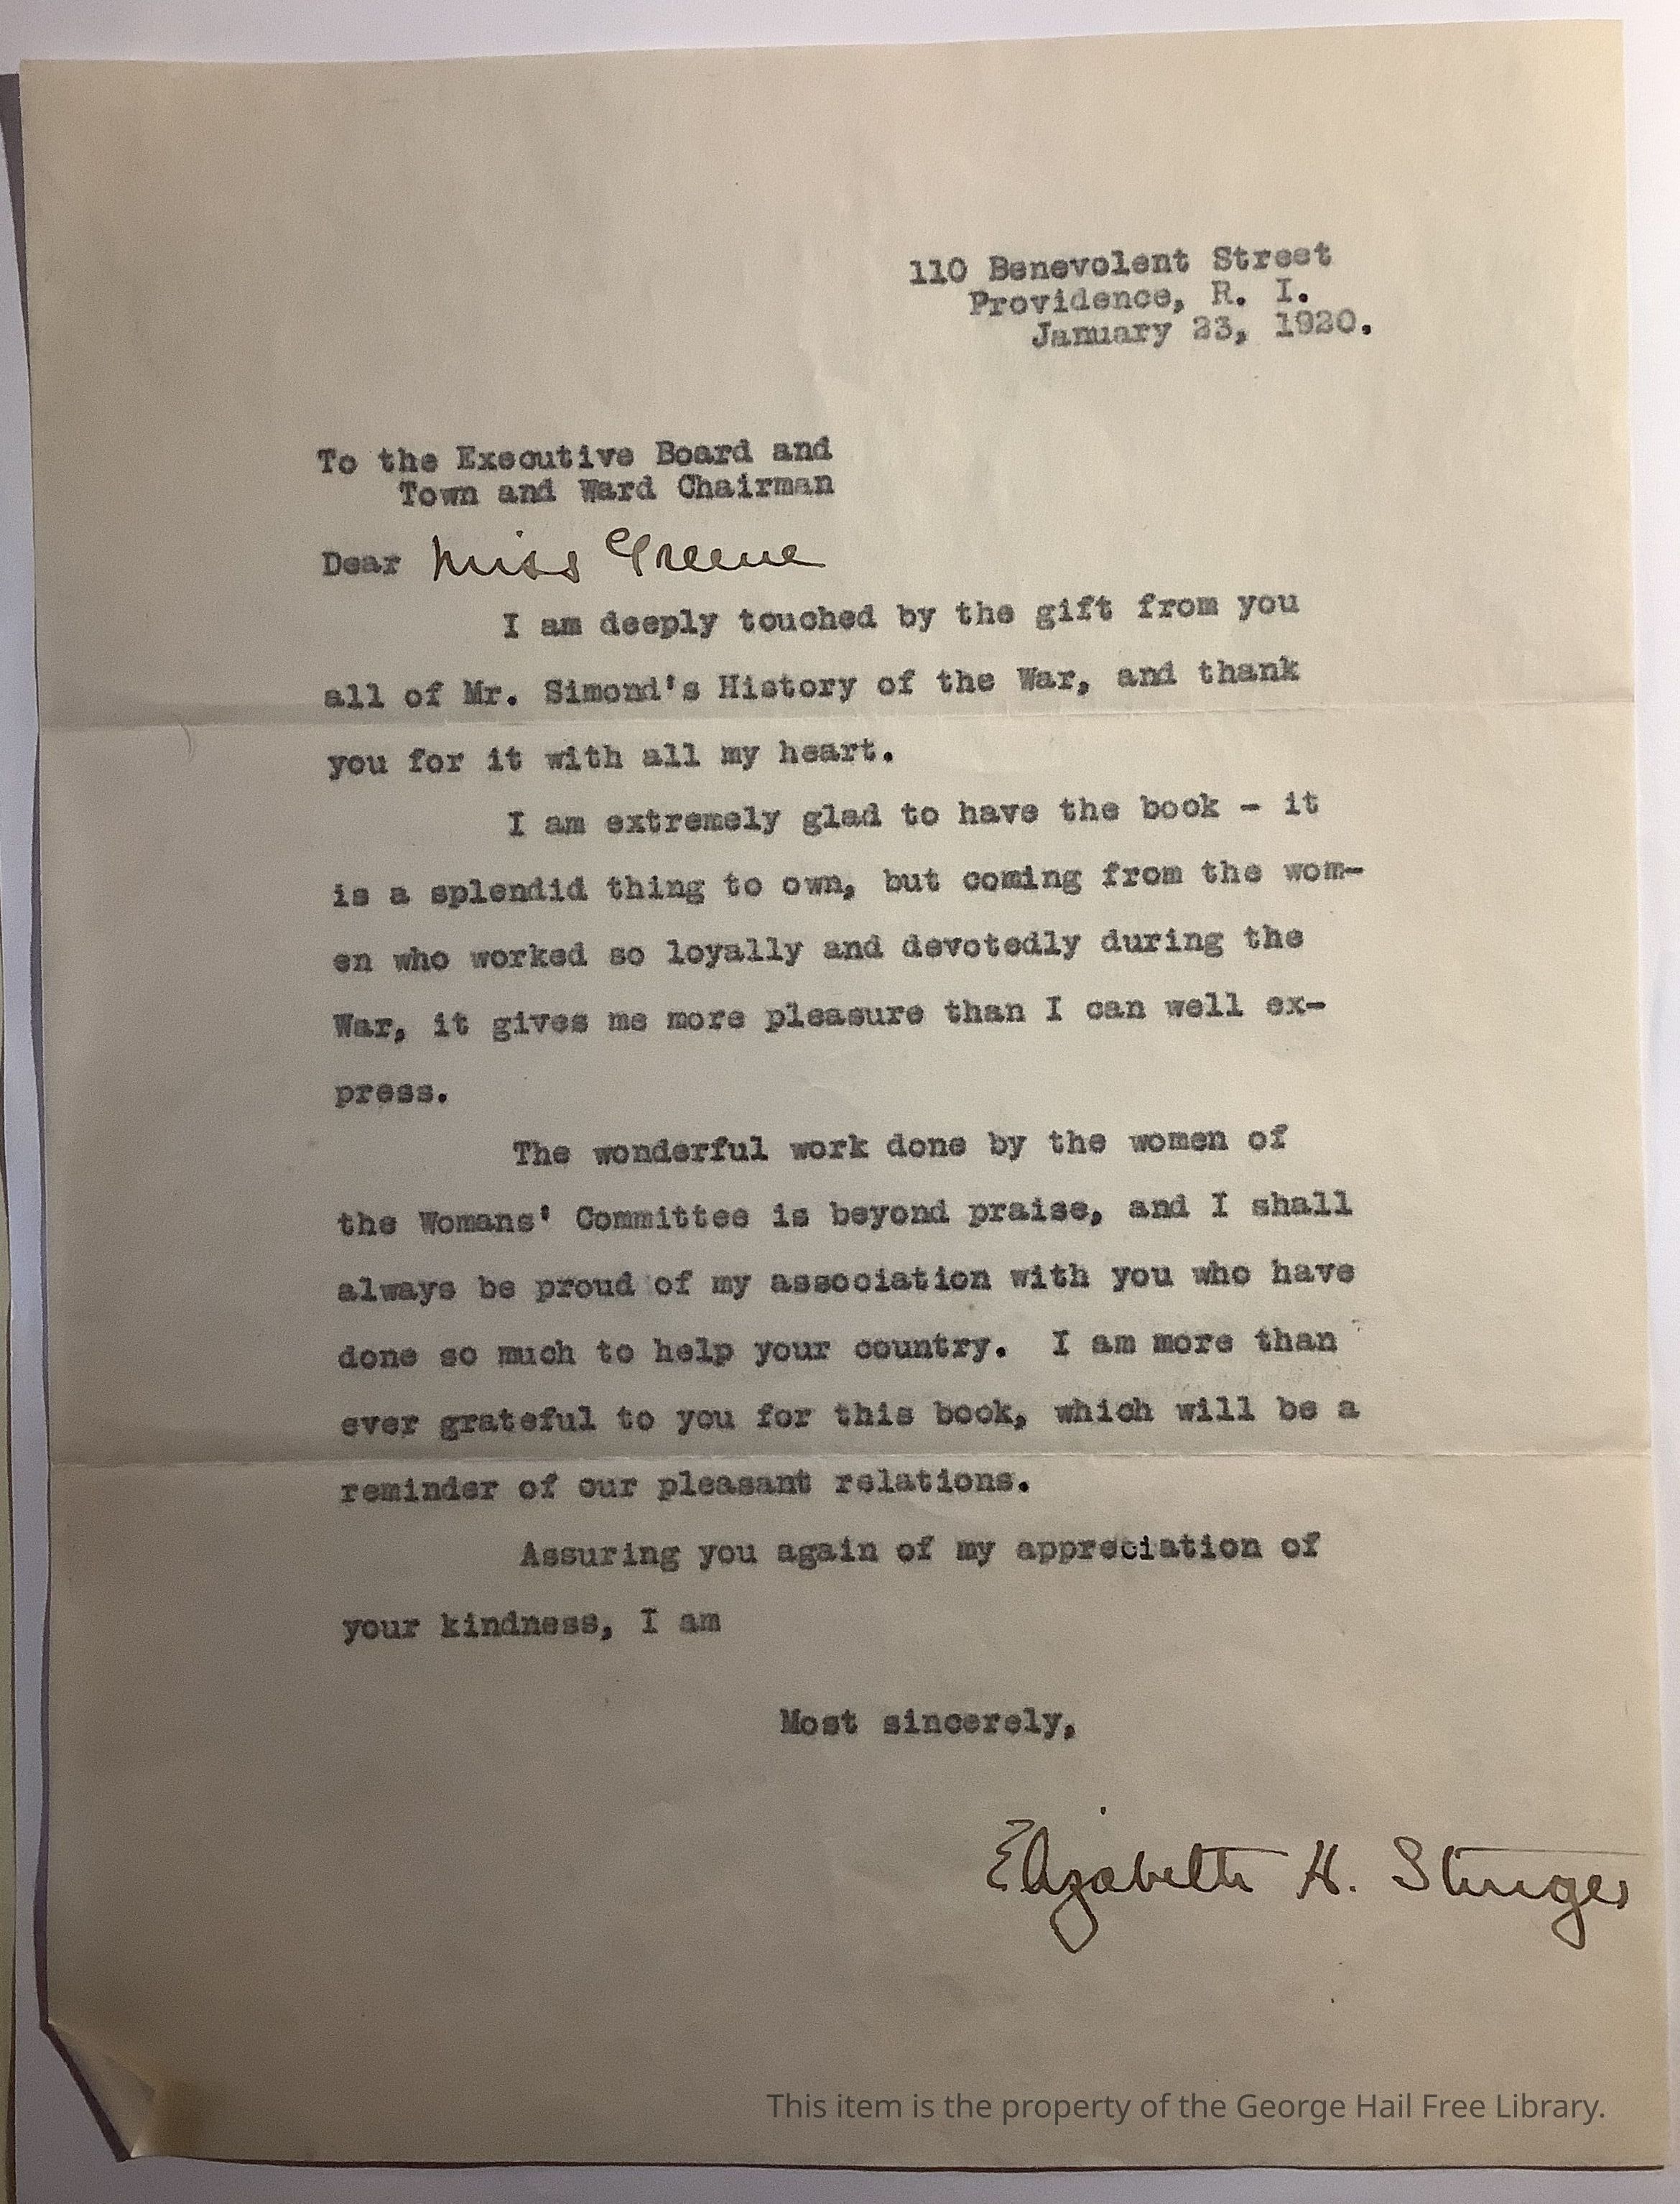 110 Benevolent Street
Providence, R. I.
January 23, 1920.
To the Executive Board and
Town and Ward Chairman
Dear Miss Greene
I am deeply touched by the gift from you
all of Mr. Simond's History of the War, and thank
you for it with all my heart.
I am extremely glad to have the book - it
is a splendid thing to own, but coming from the wom-
en who worked so loyally and devotedly during the
War, it gives me more pleasure than I can well ex-
press.
The wonderful work done by the women of
the Womans' Committee is beyond praise, and I shall
always be proud of my association with you who have
done so much to help your country. I am more than
ever grateful to you for this book, which will be a
reminder of our pleasant relations.
Assuring you again of my appreciation of
your kindness, I am
Most sincerely,
Elizabeth H. Sturges
This item is the property of the George Hail Free Library.